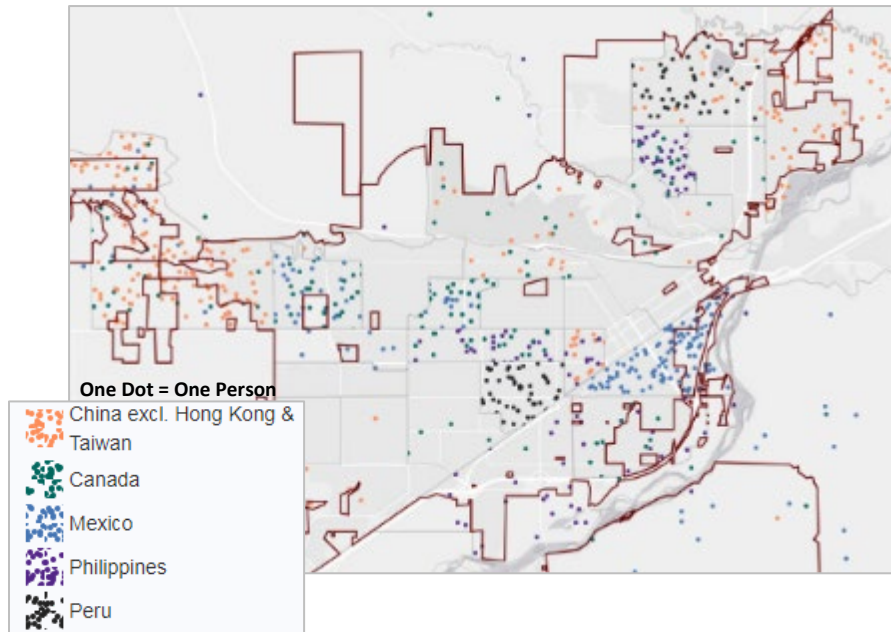 One Dot = One Person
China excl. Hong Kong &
Taiwan
Canada
Mexico
Philippines
Peru